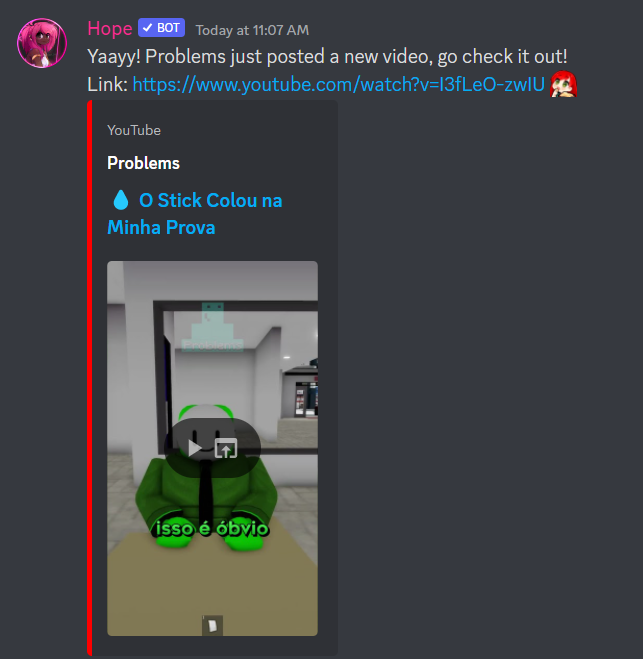 Hope ✓ BOT Today at 11:07 AM
Yaayy! Problems just posted a new video, go check it out!
Link: https://www.youtube.com/watch?v=I3fLeO-zwIU
YouTube
Problems
💧 O Stick Colou na
Minha Prova
isso é óbvio